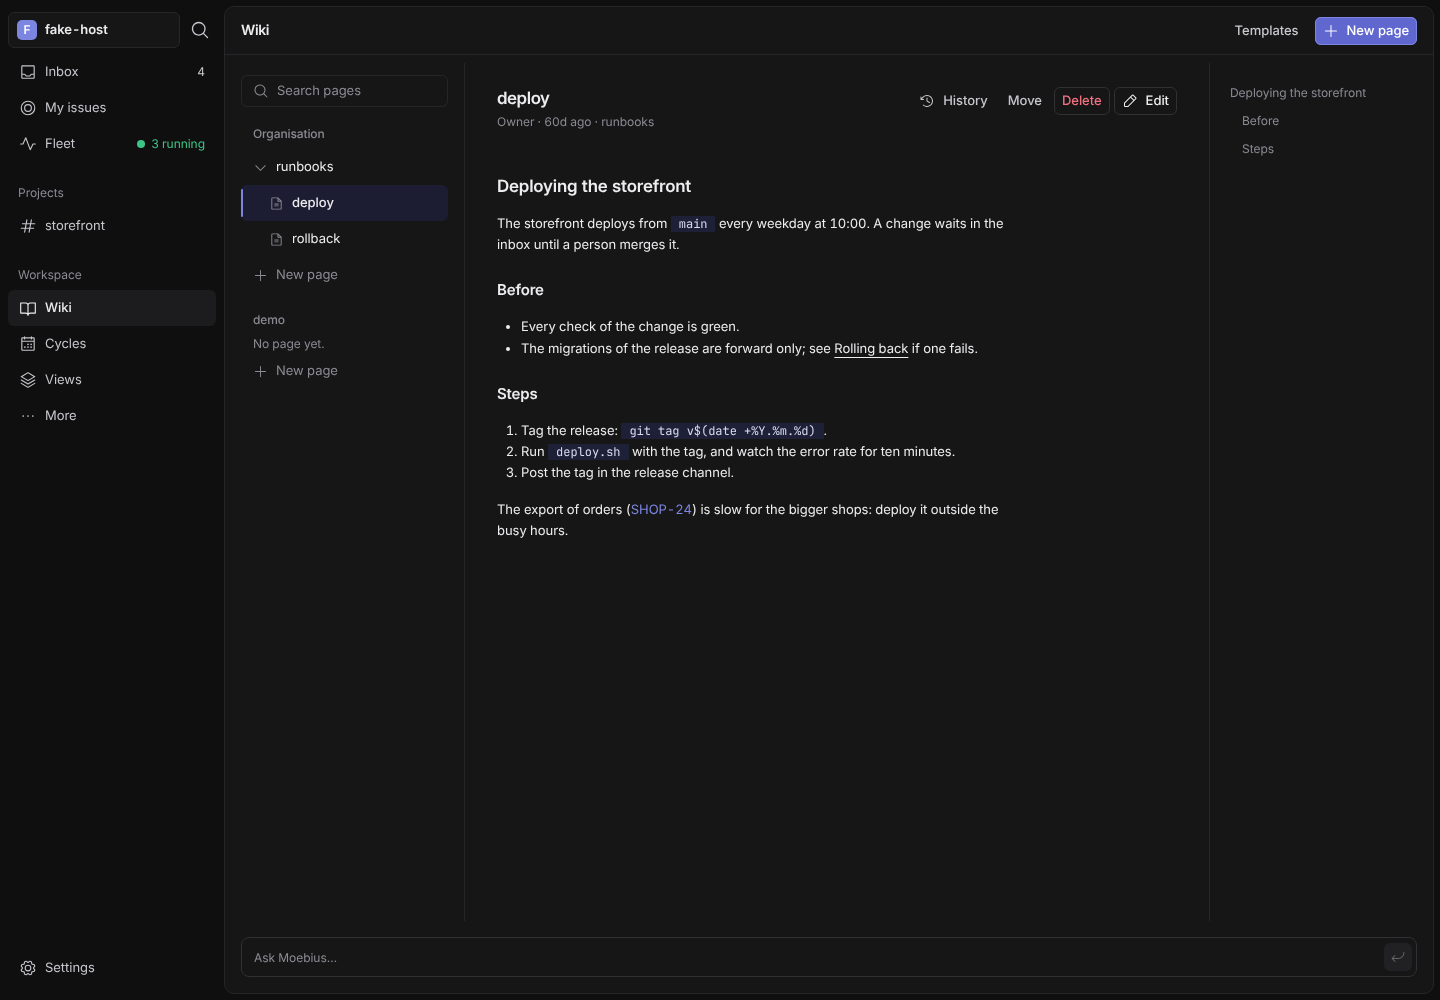 F fake-host
Inbox 4
My issues
Fleet 3 running
Projects
storefront
Workspace
Wiki
Cycles
Views
More
Settings
Wiki
Templates
New page
Search pages
Organisation
runbooks
deploy
rollback
New page
demo
No page yet.
New page
deploy
Owner · 60d ago · runbooks
History
Move
Delete
Edit
Deploying the storefront
The storefront deploys from main every weekday at 10:00. A change waits in the
inbox until a person merges it.
Before
• Every check of the change is green.
• The migrations of the release are forward only; see Rolling back if one fails.
Steps
1. Tag the release: git tag v$(date +%Y.%m.%d) .
2. Run deploy.sh with the tag, and watch the error rate for ten minutes.
3. Post the tag in the release channel.
The export of orders (SHOP-24) is slow for the bigger shops: deploy it outside the
busy hours.
Deploying the storefront
Before
Steps
Ask Moebius...